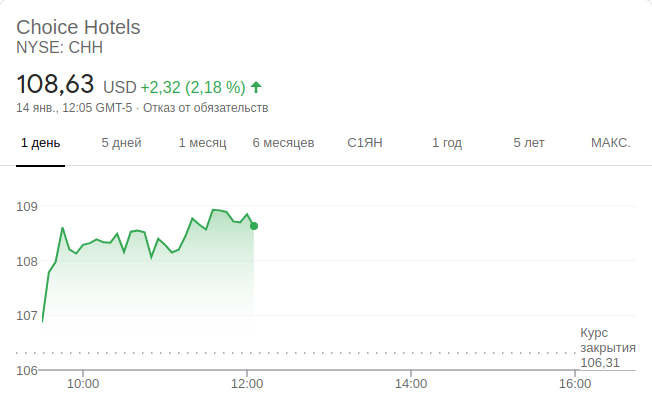 Choice Hotels
NYSE: CHH
108,63 USD +2,32 (2,18 %)
14 янв., 12:05 GMT-5 · Отказ от обязательств
1 день 5 дней 1 месяц 6 месяцев С1ЯН 1 год 5 лет МАКС.
109
108
107
Курс
закрытия
106,31
106
10:00 12:00 14:00 16:00